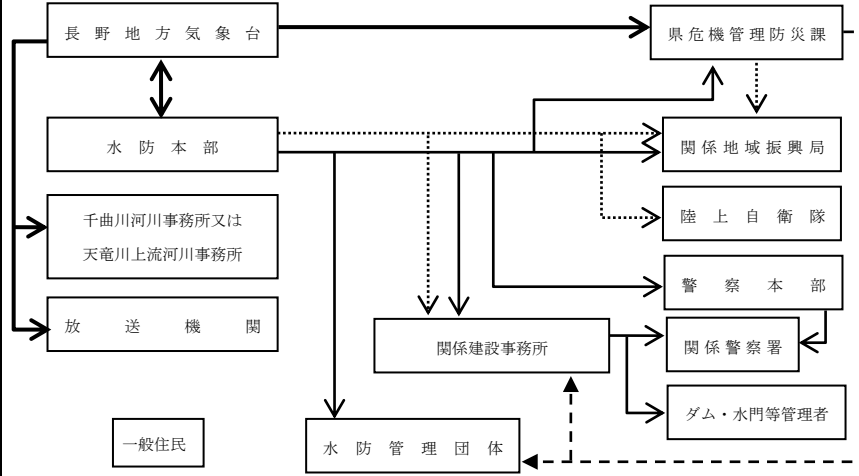 長野地方気象台
県危機管理防災課
水防本部
関係地域振興局
千曲川河川事務所又は
天竜川上流河川事務所
陸上自衛隊
警察本部
放送機関
関係建設事務所
関係警察署
ダム・水門等管理者
一般住民
水防管理団体